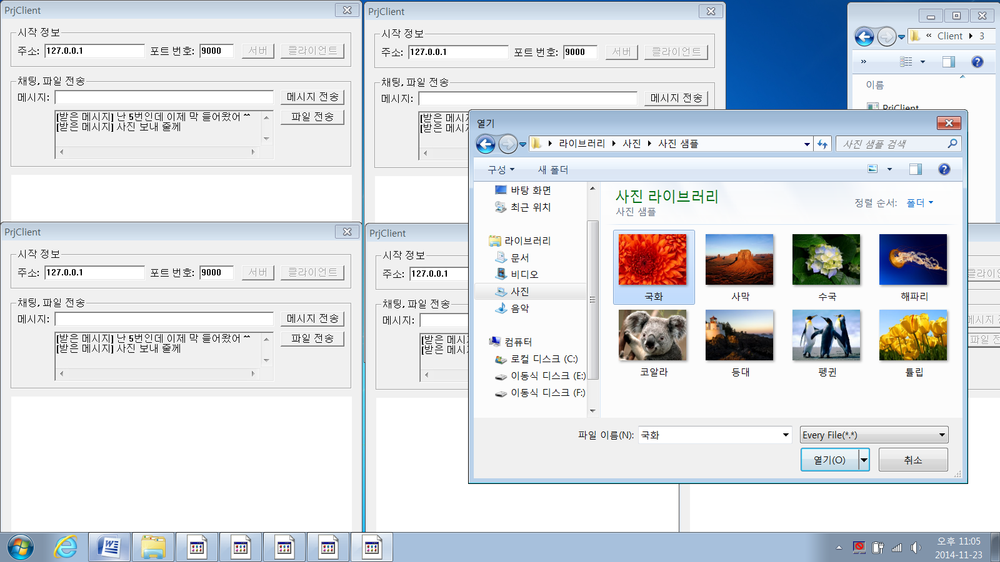 PrjClient
시작 정보
주소: 127.0.0.1 포트 번호: 9000 서버 클라이언트
채팅, 파일 전송
메시지: 메시지 전송
[받은 메시지] 난 5번인데 이제 막 들어왔어 ^^ 파일 전송
[받은 메시지] 사진 보내 줄께
PrjClient
시작 정보
주소: 127.0.0.1 포트 번호: 9000 서버 클라이언트
채팅, 파일 전송
메시지: 메시지 전송
[받은 메시지
[받은 메시지
« Client 3
»
이름
PrjClient
열기
라이브러리 사진 사진 샘플
사진 샘플 검색
구성 새 폴더
바탕 화면
최근 위치
라이브러리
문서
비디오
사진
음악
컴퓨터
로컬 디스크 (C:)
이동식 디스크 (E:)
이동식 디스크 (F:)
사진 라이브러리
사진 샘플
정렬 순서: 폴더
국화 사막 수국 해파리
코알라 등대 펭귄 튤립
파일 이름(N): 국화 Every File(*.*)
열기(O) 취소
PrjClient
시작 정보
주소: 127.0.0.1 포트 번호: 9000 서버 클라이언트
채팅, 파일 전송
메시지: 메시지 전송
[받은 메시지] 난 5번인데 이제 막 들어왔어 ^^ 파일 전송
[받은 메시지] 사진 보내 줄께
PrjClient
시작 정보
주소: 127.0.0.1
채팅, 파일 전송
메시지:
[받은 메시지
[받은 메시지
클라이언
메시지 전
파일 전
오후 11:05
2014-11-23